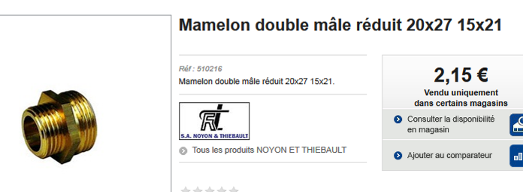 Mamelon double mâle réduit 20x27 15x21
Réf : 510216
Mamelon double mâle réduit 20x27 15x21.
S.A. NOYON & THIEBAULT
Tous les produits NOYON ET THIEBAULT
2,15 €
Vendu uniquement
dans certains magasins
Consulter la disponibilité
en magasin
Ajouter au comparateur